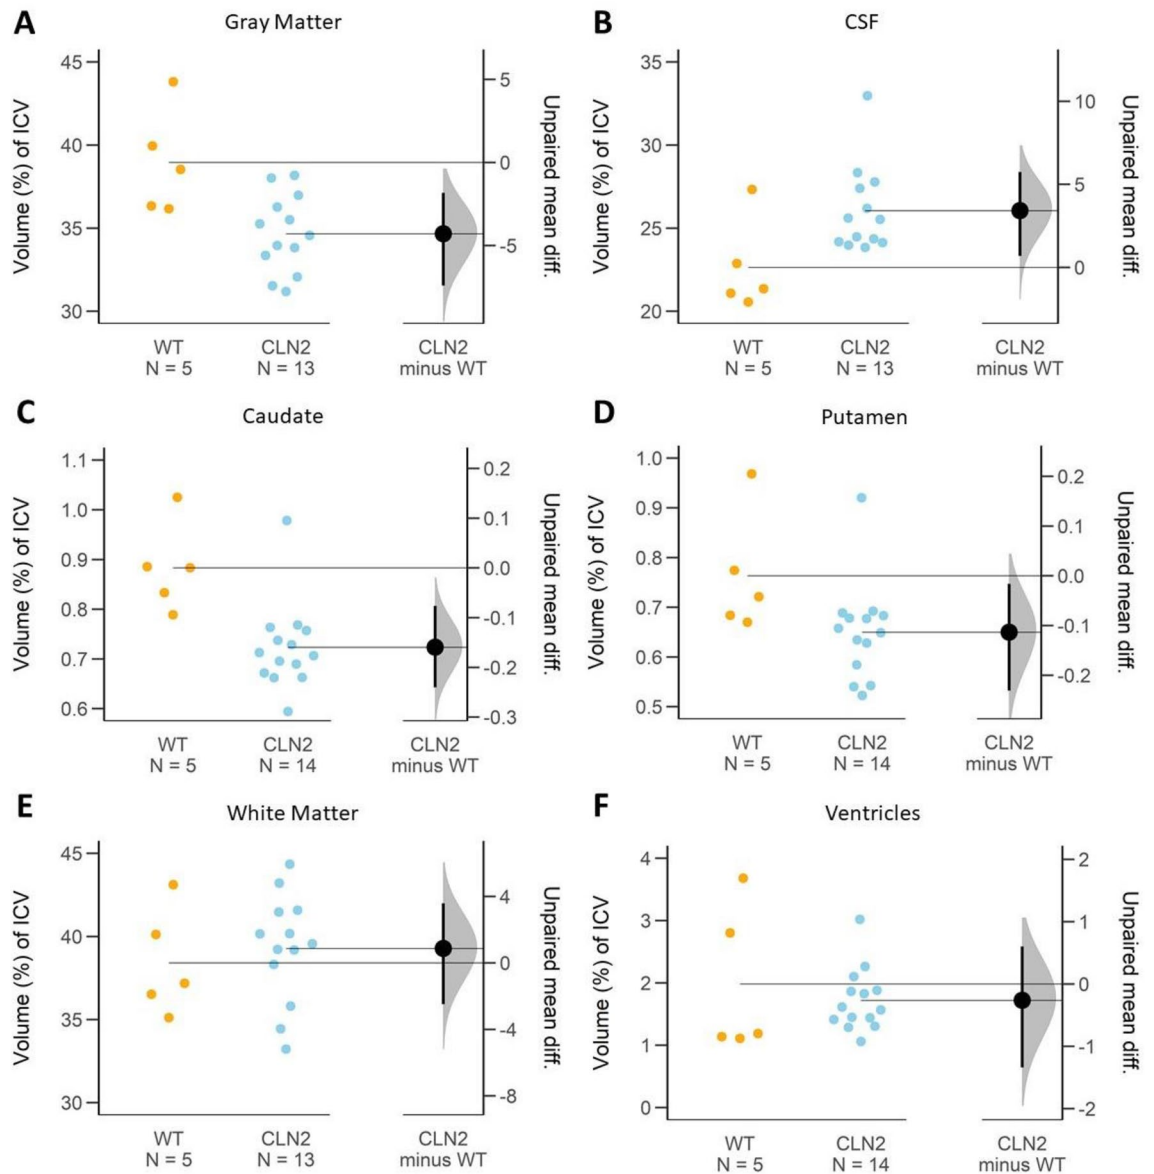 A
Gray Matter
Volume (%) of ICV
45
40
35
30
5
0
-5
Unpaired mean diff.
WT
N = 5
CLN2
N = 13
CLN2
minus WT
B
CSF
Volume (%) of ICV
35
30
25
20
10
5
0
Unpaired mean diff.
WT
N = 5
CLN2
N = 13
CLN2
minus WT
C
Caudate
Volume (%) of ICV
1.1
1.0
0.9
0.8
0.7
0.6
0.2
0.1
0.0
-0.1
-0.2
-0.3
Unpaired mean diff.
WT
N = 5
CLN2
N = 14
CLN2
minus WT
D
Putamen
Volume (%) of ICV
1.0
0.9
0.8
0.7
0.6
0.5
0.2
0.1
0.0
-0.1
-0.2
Unpaired mean diff.
WT
N = 5
CLN2
N = 14
CLN2
minus WT
E
White Matter
Volume (%) of ICV
45
40
35
30
4
0
-4
-8
Unpaired mean diff.
WT
N = 5
CLN2
N = 13
CLN2
minus WT
F
Ventricles
Volume (%) of ICV
4
3
2
1
0
2
1
0
-1
-2
Unpaired mean diff.
WT
N = 5
CLN2
N = 14
CLN2
minus WT